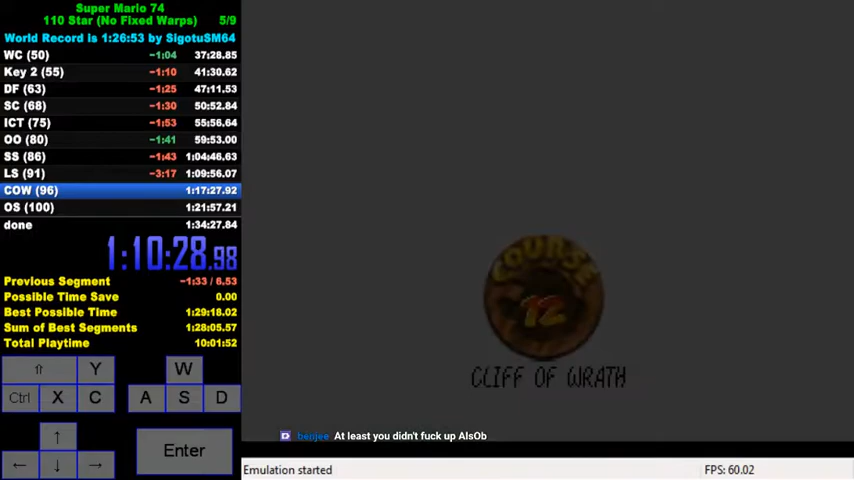 Super Mario 74
110 Star (No Fixed Warps) 5/9
World Record is 1:26:53 by SigotuSM64
WC (50) −1:04 37:28.85
Key 2 (55) −1:10 41:30.62
DF (63) −1:25 47:11.53
SC (68) −1:30 50:52.84
ICT (75) −1:53 55:56.64
OO (80) −1:41 59:53.00
SS (86) −1:43 1:04:46.63
LS (91) −3:17 1:09:56.07
COW (96) 1:17:27.92
OS (100) 1:21:57.21
done 1:34:27.84
1:10:28.98
Previous Segment −1:33 / 6.53
Possible Time Save 0.00
Best Possible Time 1:29:18.02
Sum of Best Segments 1:28:05.57
Total Playtime 10:01:52
COURSE
12
CLIFF OF WRATH
⇧ Y W
Ctrl X C A S D
↑ Enter
← ↓ →
benjee At least you didn't fuck up AlsOb
Emulation started FPS: 60.02